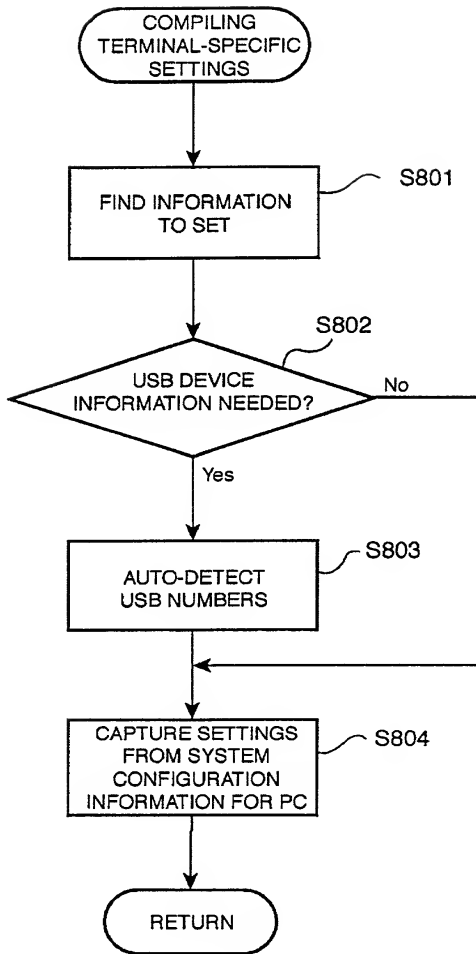 COMPILING
TERMINAL-SPECIFIC
SETTINGS
S801
FIND INFORMATION
TO SET
S802
USB DEVICE
INFORMATION NEEDED?
No
Yes
S803
AUTO-DETECT
USB NUMBERS
S804
CAPTURE SETTINGS
FROM SYSTEM
CONFIGURATION
INFORMATION FOR PC
RETURN